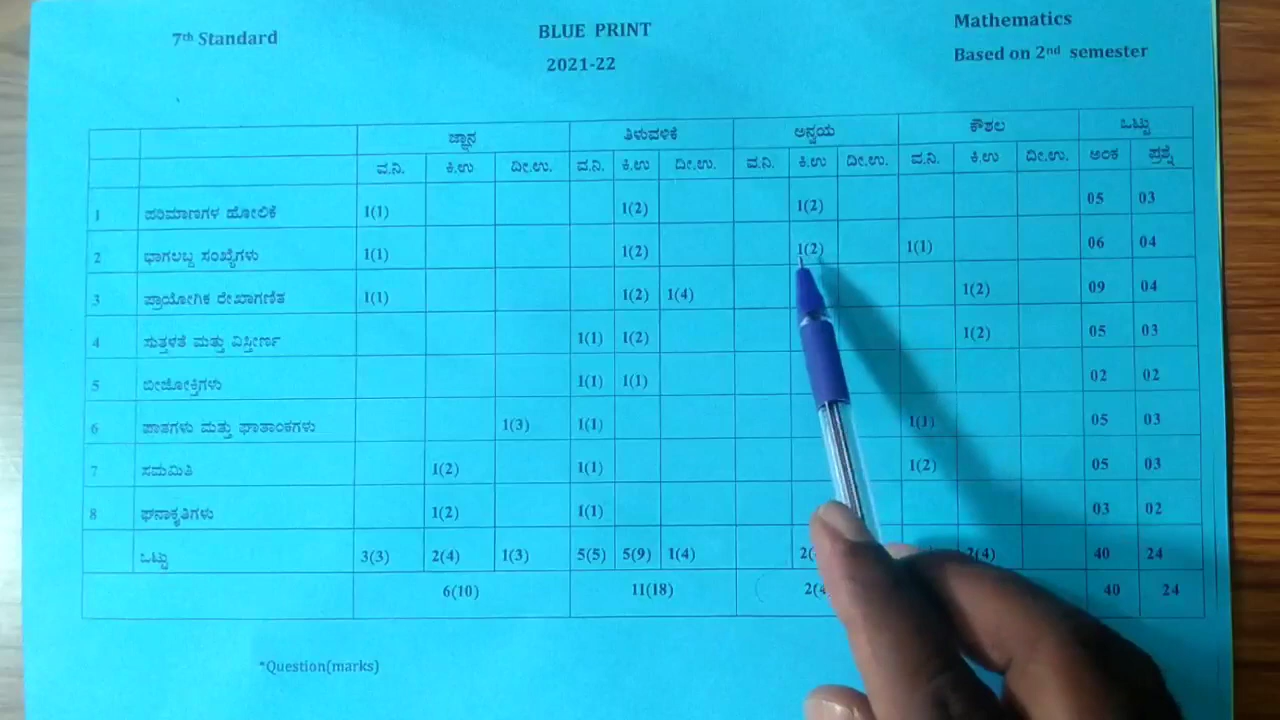 7th Standard BLUE PRINT Mathematics
2021-22 Based on 2nd semester
ಜ್ಞಾನ ತಿಳುವಳಿಕೆ ಅನ್ವಯ ಕೌಶಲ ಒಟ್ಟು
ವ.ನಿ. ಕಿ.ಉ ದೀ.ಉ. ವ.ನಿ. ಕಿ.ಉ ದೀ.ಉ. ವ.ನಿ. ಕಿ.ಉ ದೀ.ಉ. ವ.ನಿ. ಕಿ.ಉ ದೀ.ಉ. ಅಂಕ ಪ್ರಶ್ನೆ
1 ಪರಿಮಾಣಗಳ ಹೋಲಿಕೆ 1(1) 1(2) 1(2) 05 03
2 ಭಾಗಲಬ್ದ ಸಂಖ್ಯೆಗಳು 1(1) 1(2) 1(2) 1(1) 06 04
3 ಪ್ರಾಯೋಗಿಕ ರೇಖಾಗಣಿತ 1(1) 1(2) 1(4) 1(2) 09 04
4 ಸುತ್ತಳತೆ ಮತ್ತು ವಿಸ್ತೀರ್ಣ 1(1) 1(2) 1(2) 05 03
5 ಬೀಜೋಕ್ತಿಗಳು 1(1) 1(1) 02 02
6 ಘಾತಗಳು ಮತ್ತು ಘಾತಾಂಕಗಳು 1(3) 1(1) 1(1) 05 03
7 ಸಮಮಿತಿ 1(2) 1(1) 1(2) 05 03
8 ಘನಾಕೃತಿಗಳು 1(2) 1(1) 03 02
ಒಟ್ಟು 3(3) 2(4) 1(3) 5(5) 5(9) 1(4) 2(4) 40 24
6(10) 11(18) 40 24
*Question(marks)